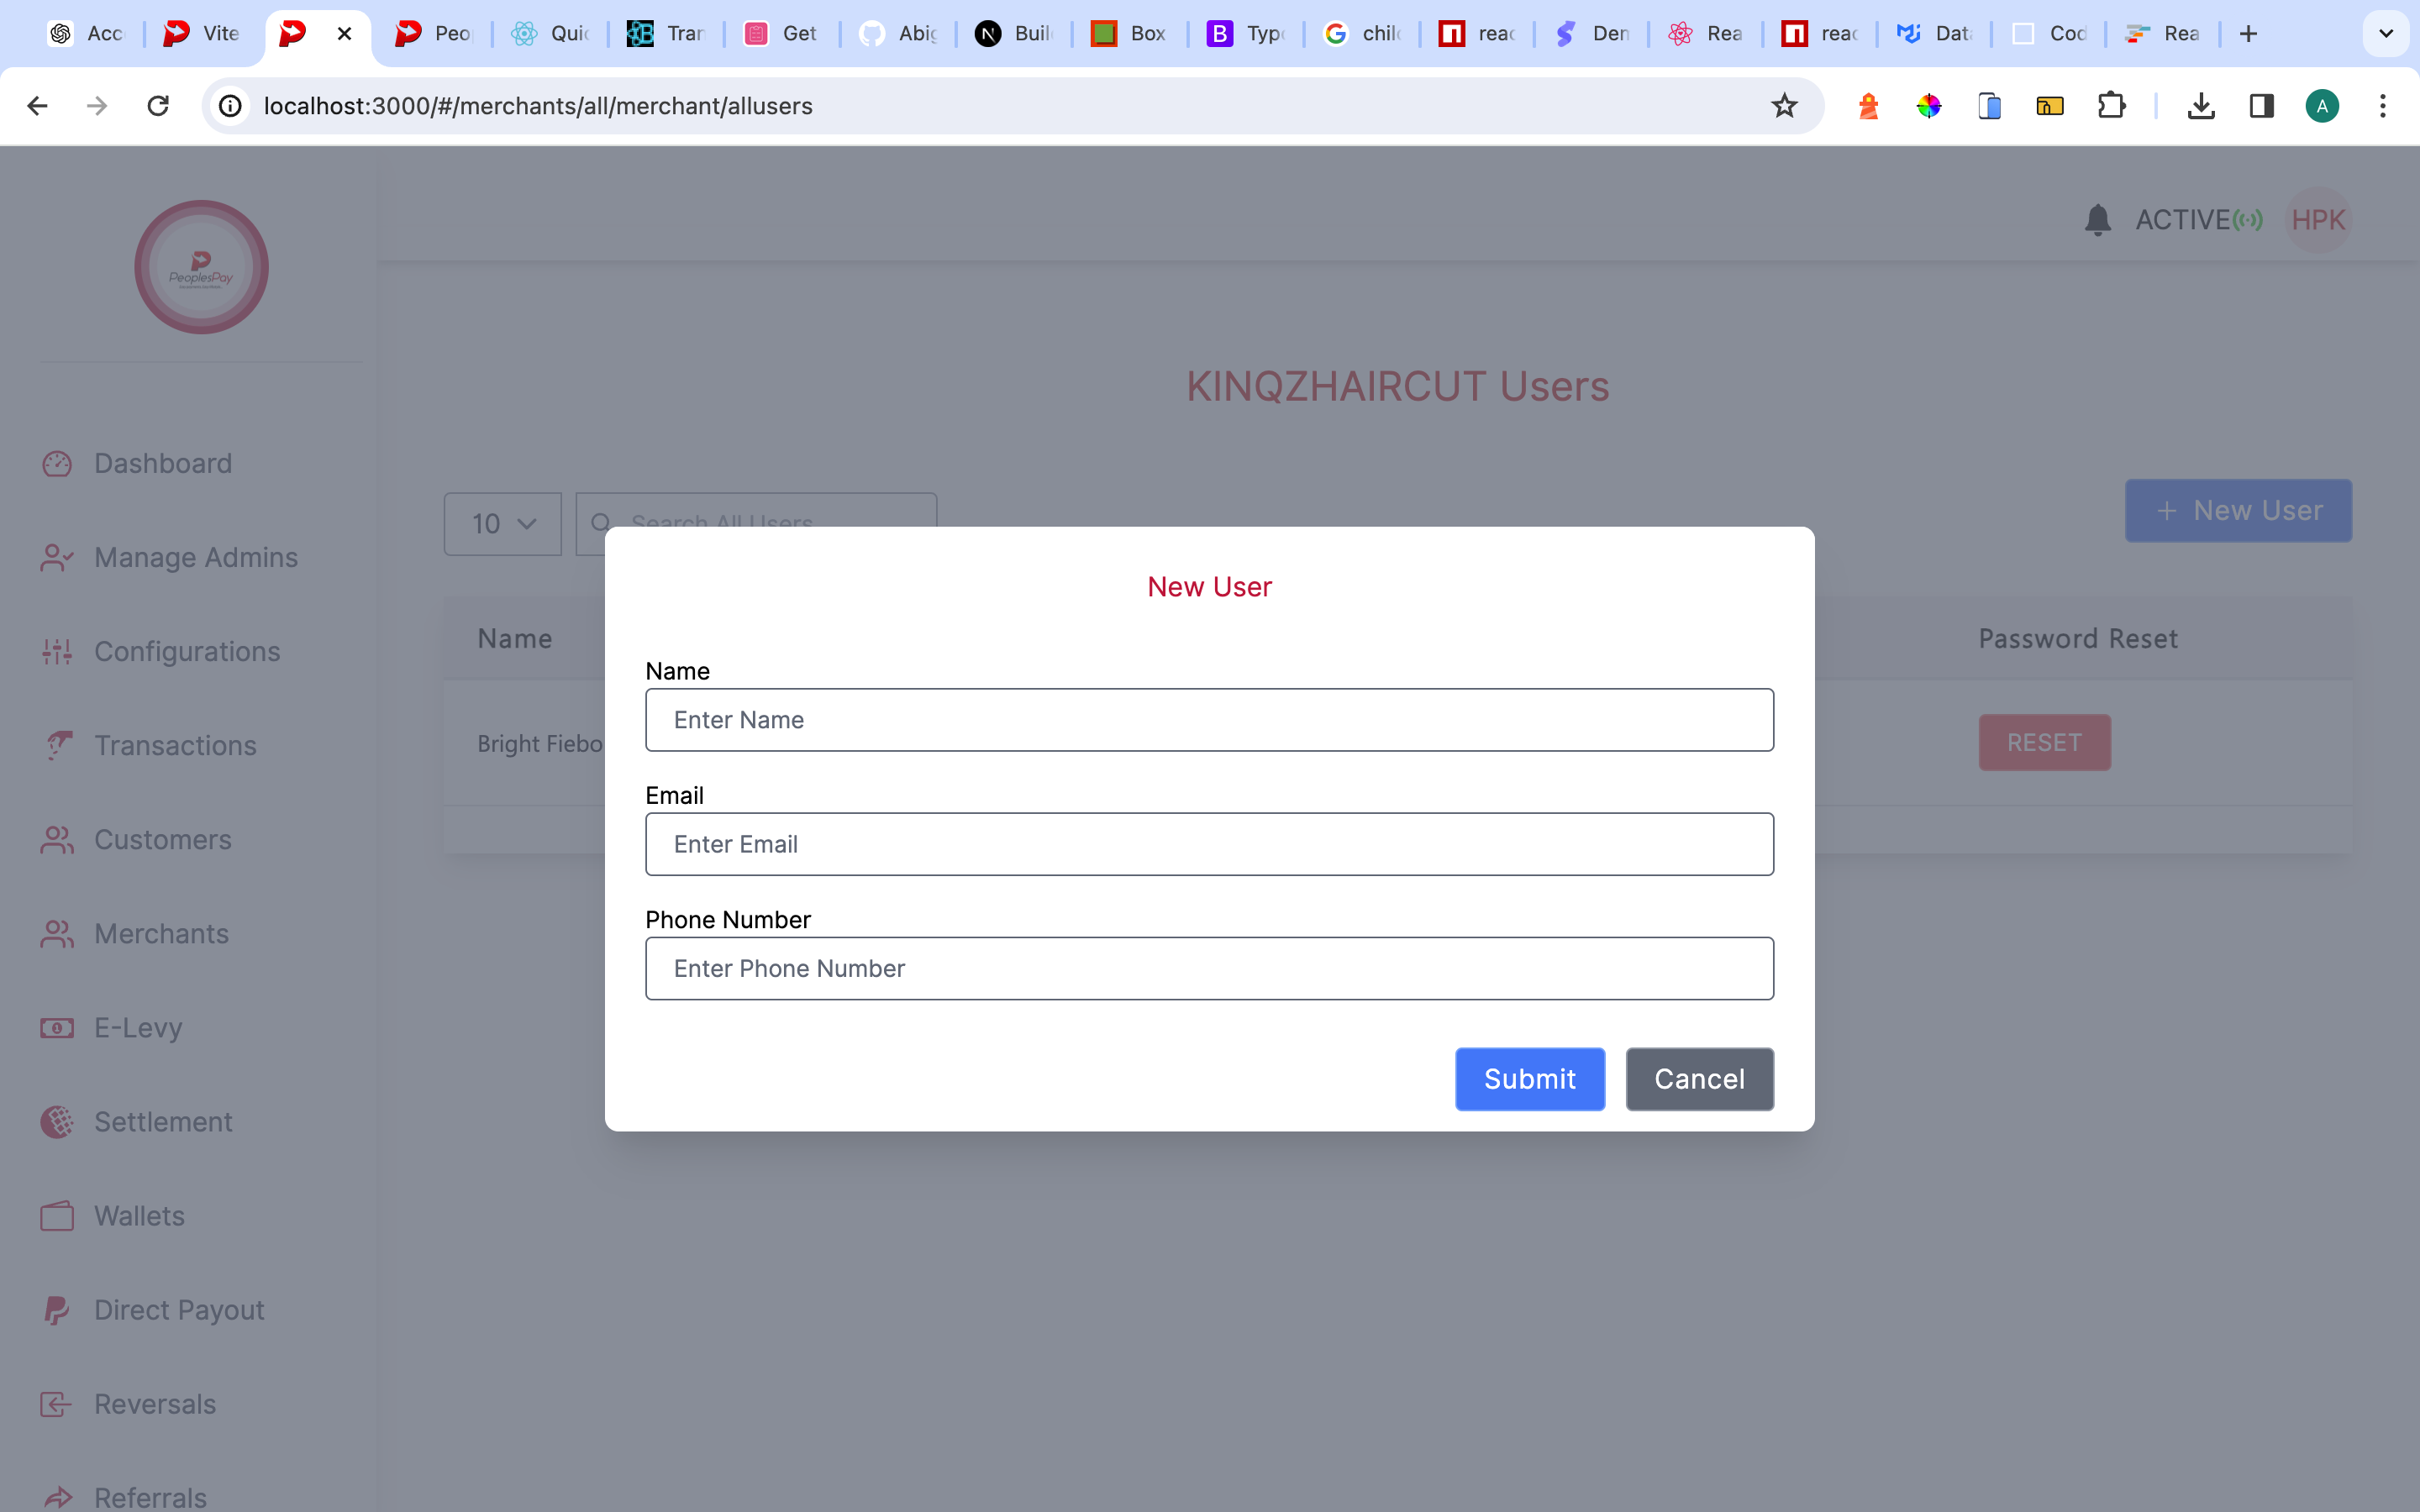 Acc
Vite
Peo
Quic
Tran
Get
Abig
Buil
Box
Typ
chil
reac
Den
Rea
reac
Data
Cod
Rea
localhost:3000/#/merchants/all/merchant/allusers
A
PeoplesPay
ACTIVE
HPK
Dashboard
Manage Admins
Configurations
Transactions
Customers
Merchants
E-Levy
Settlement
Wallets
Direct Payout
Reversals
Referrals
KINQZHAIRCUT Users
10
Search All Users
+ New User
Name
Password Reset
Bright Fiebo
RESET
New User
Name
Enter Name
Email
Enter Email
Phone Number
Enter Phone Number
Submit
Cancel